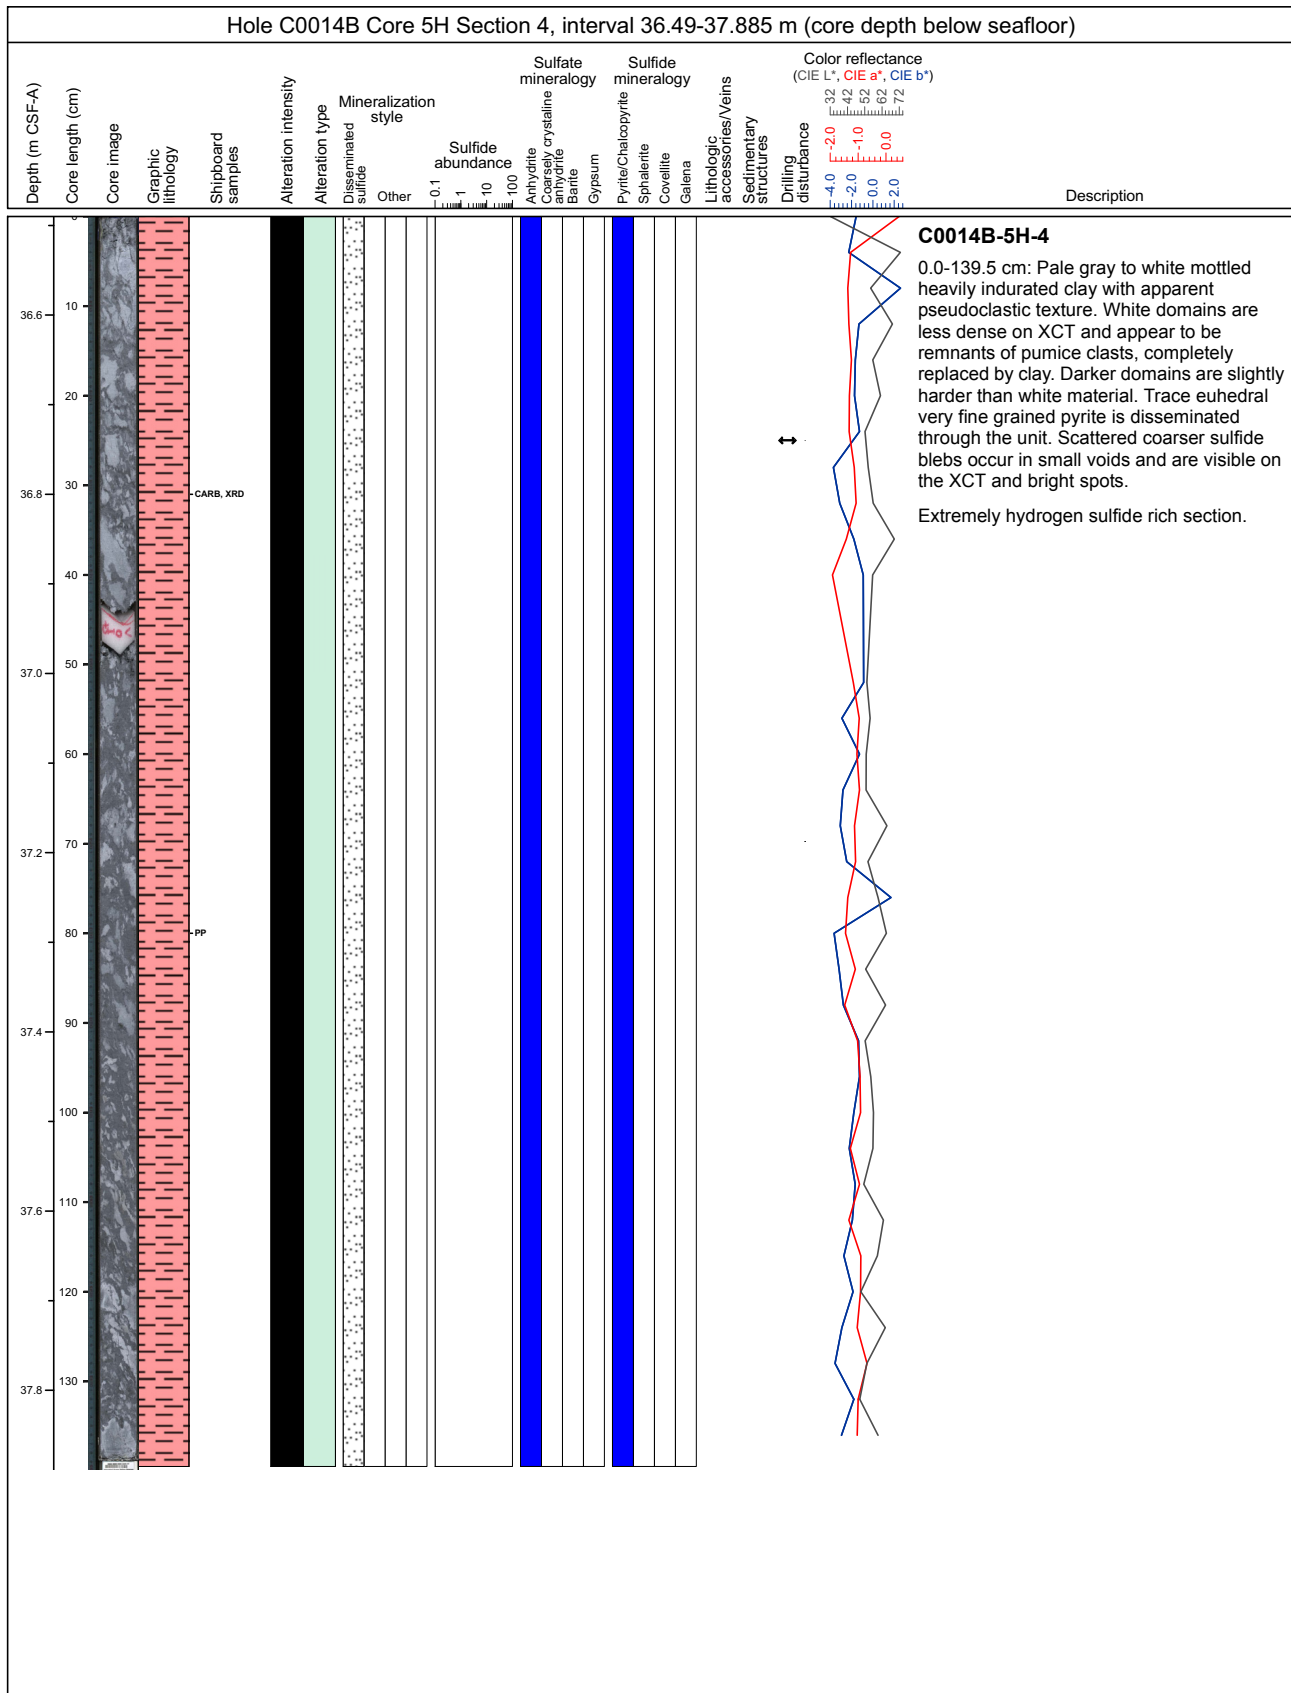 Hole C0014B Core 5H Section 4, interval 36.49-37.885 m (core depth below seafloor)
Depth (m CSF-A)
Core length (cm)
Core image
Graphic
lithology
Shipboard
samples
Alteration intensity
Alteration type
Mineralization
style
Disseminated
sulfide
Other
Sulfide
abundance
0.1
1
10
100
Sulfate
mineralogy
Anhydrite
Coarsely crystaline
anhydrite
Barite
Gypsum
Sulfide
mineralogy
Pyrite/Chalcopyrite
Sphalerite
Covellite
Galena
Lithologic
accessories/Veins
Sedimentary
structures
Drilling
disturbance
Color reflectance
(CIE L*, CIE a*, CIE b*)
32
42
52
62
72
-2.0
-1.0
0.0
-4.0
-2.0
0.0
2.0
Description
36.6
36.8
37.0
37.2
37.4
37.6
37.8
0
10
20
30
40
50
60
70
80
90
100
110
120
130
CARB, XRD
PP
C0014B-5H-4
0.0-139.5 cm: Pale gray to white mottled
heavily indurated clay with apparent
pseudoclastic texture. White domains are
less dense on XCT and appear to be
remnants of pumice clasts, completely
replaced by clay. Darker domains are slightly
harder than white material. Trace euhedral
very fine grained pyrite is disseminated
through the unit. Scattered coarser sulfide
blebs occur in small voids and are visible on
the XCT and bright spots.
Extremely hydrogen sulfide rich section.